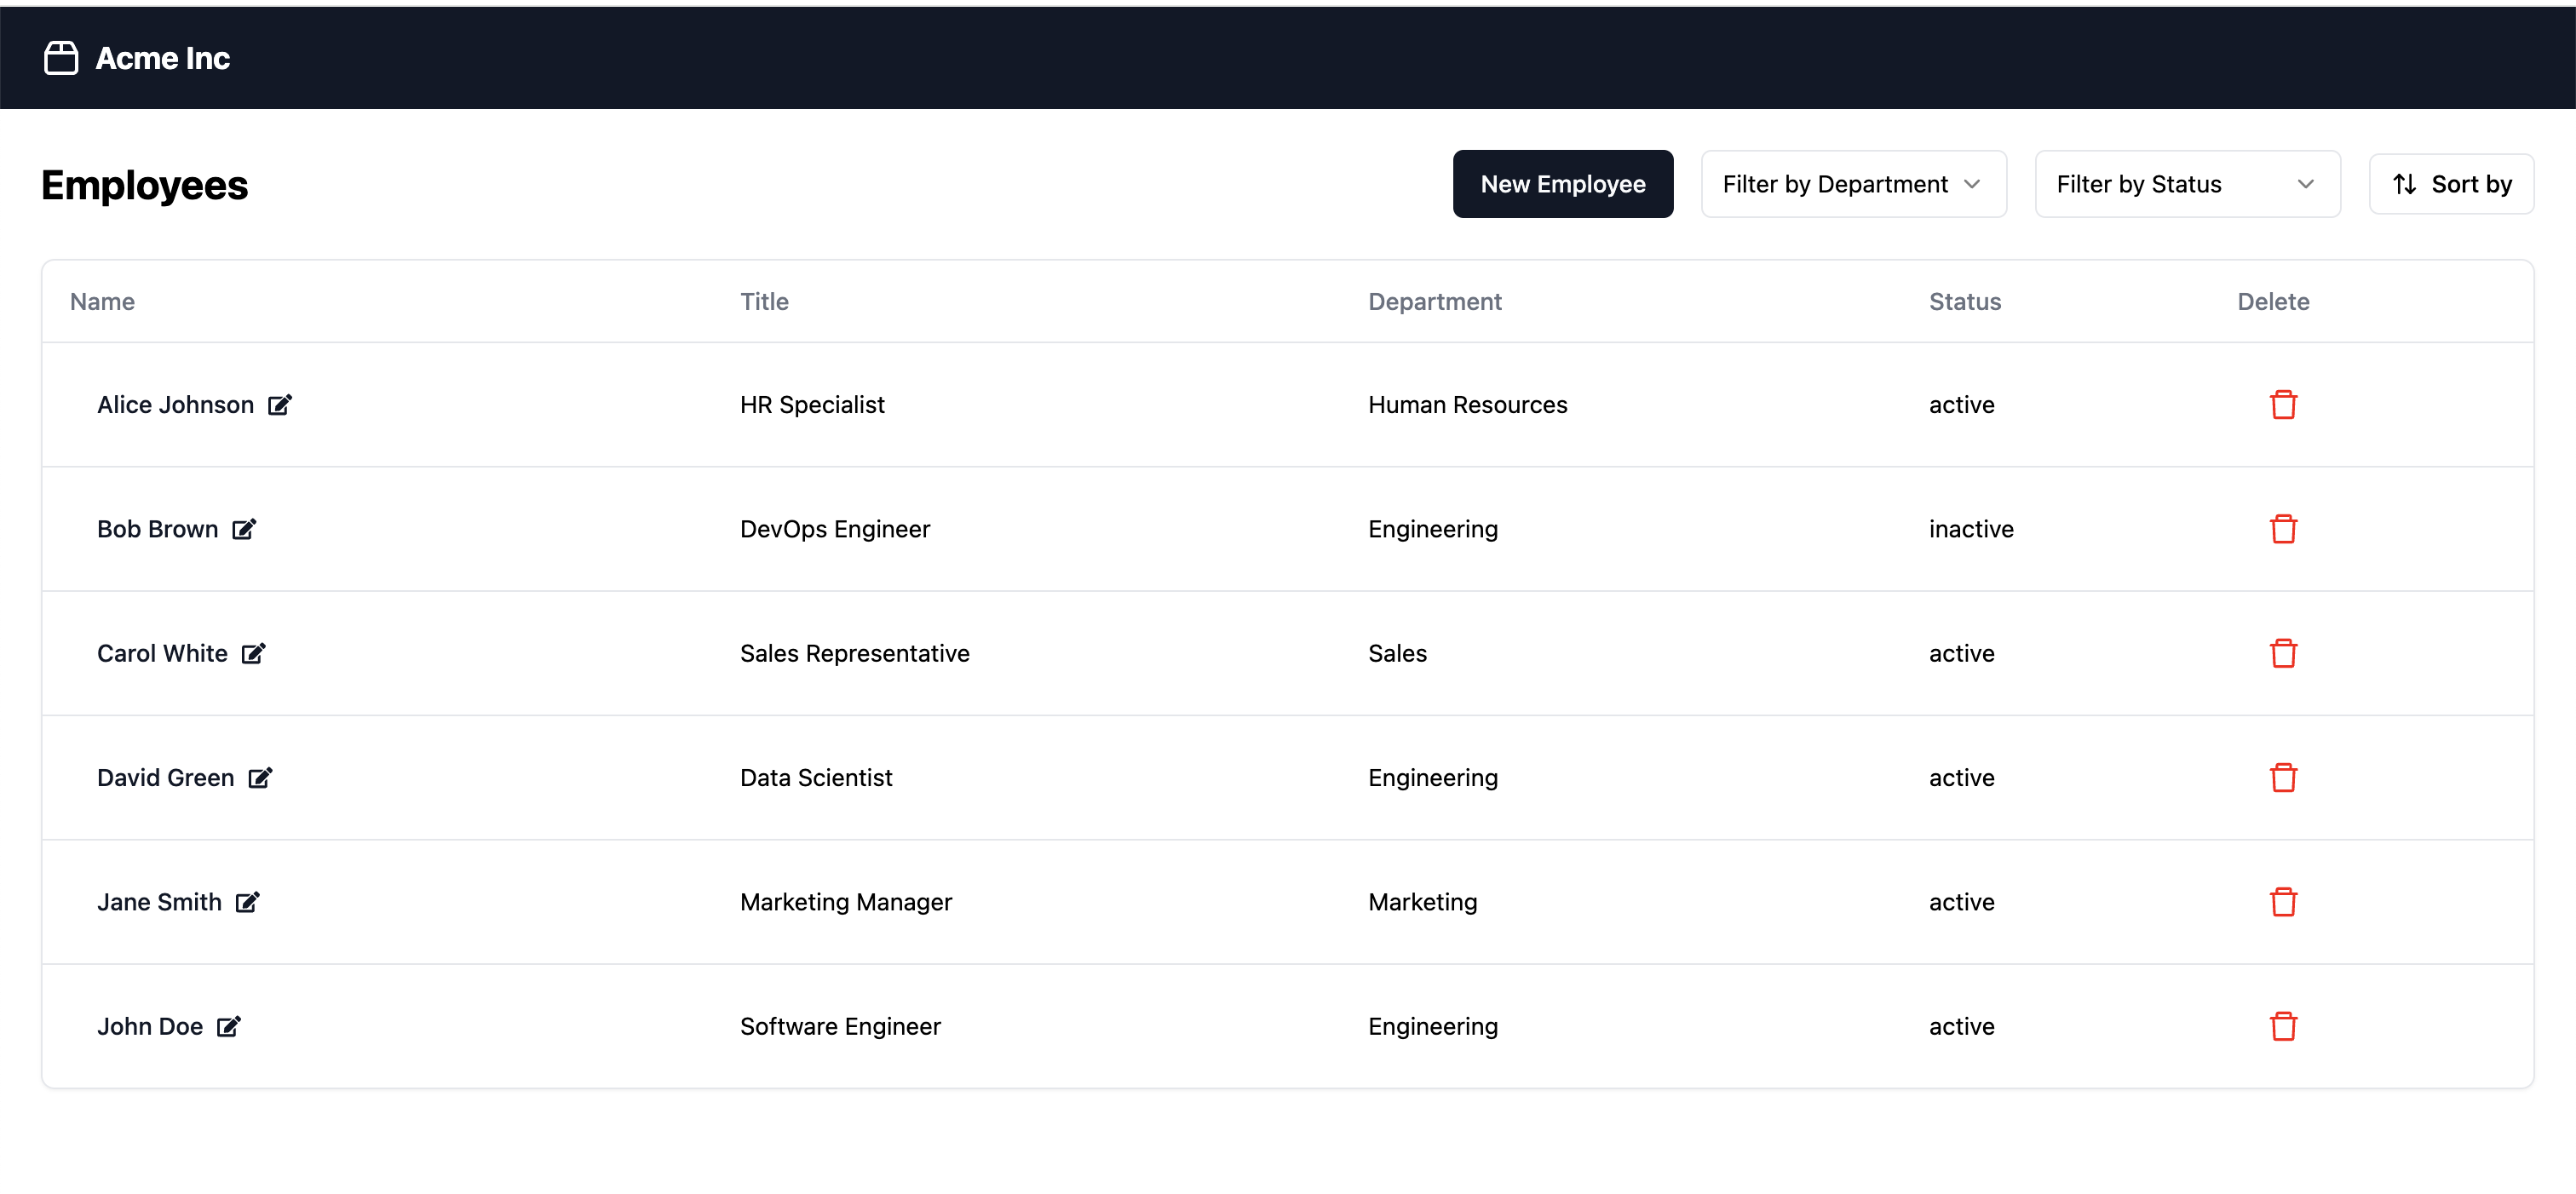 Acme Inc
Employees
New Employee
Filter by Department
Filter by Status
Sort by
Name Title Department Status Delete
Alice Johnson HR Specialist Human Resources active
Bob Brown DevOps Engineer Engineering inactive
Carol White Sales Representative Sales active
David Green Data Scientist Engineering active
Jane Smith Marketing Manager Marketing active
John Doe Software Engineer Engineering active